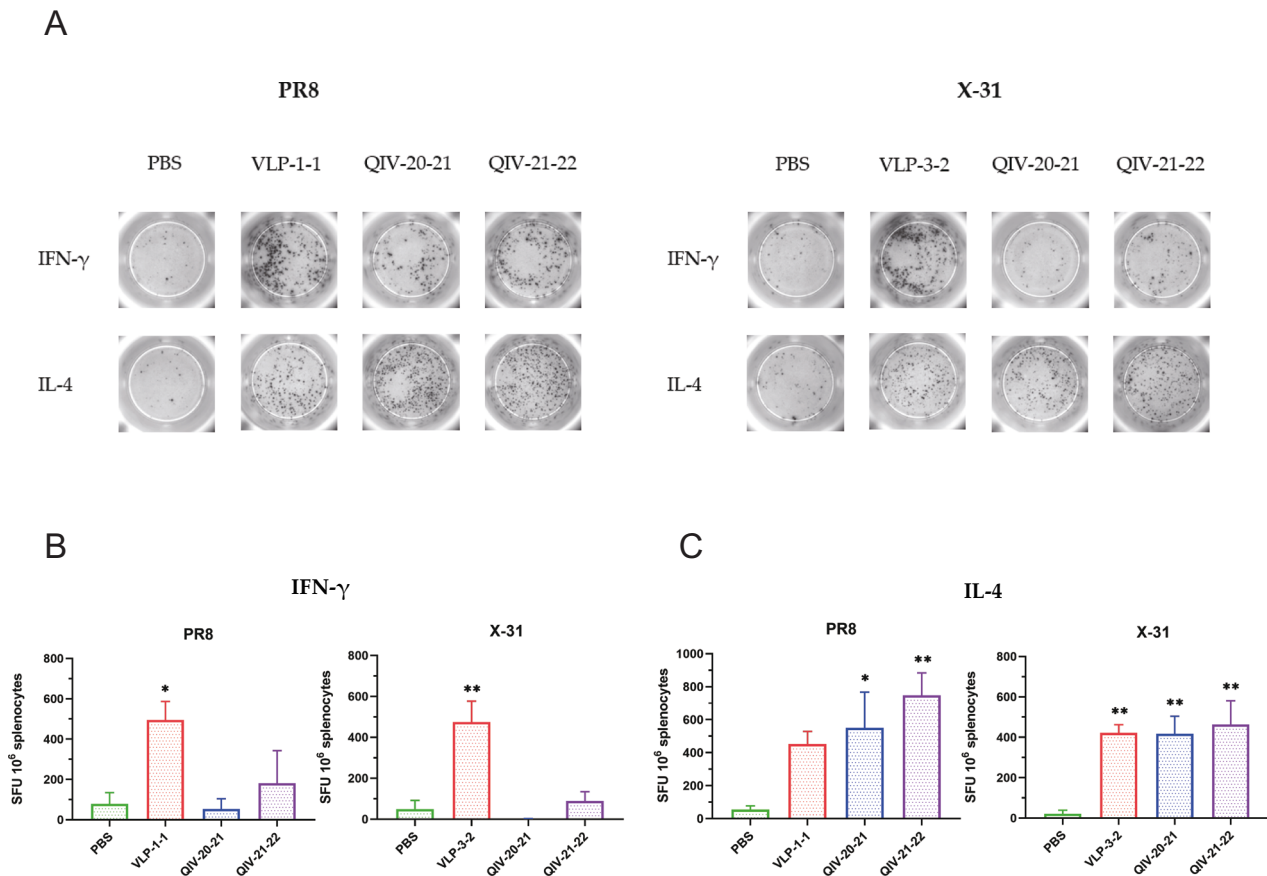 A
PR8
X-31
PBS VLP-1-1 QIV-20-21 QIV-21-22
PBS VLP-3-2 QIV-20-21 QIV-21-22
IFN-γ
IFN-γ
IL-4
IL-4
B
IFN-γ
PR8
SFU 10⁶ splenocytes
800
600
400
200
0
*
PBS
VLP-1-1
QIV-20-21
QIV-21-22
X-31
SFU 10⁶ splenocytes
800
600
400
200
0
**
PBS
VLP-3-2
QIV-20-21
QIV-21-22
C
IL-4
PR8
SFU 10⁶ splenocytes
1000
800
600
400
200
0
*
**
PBS
VLP-1-1
QIV-20-21
QIV-21-22
X-31
SFU 10⁶ splenocytes
800
600
400
200
0
**
**
**
PBS
VLP-3-2
QIV-20-21
QIV-21-22